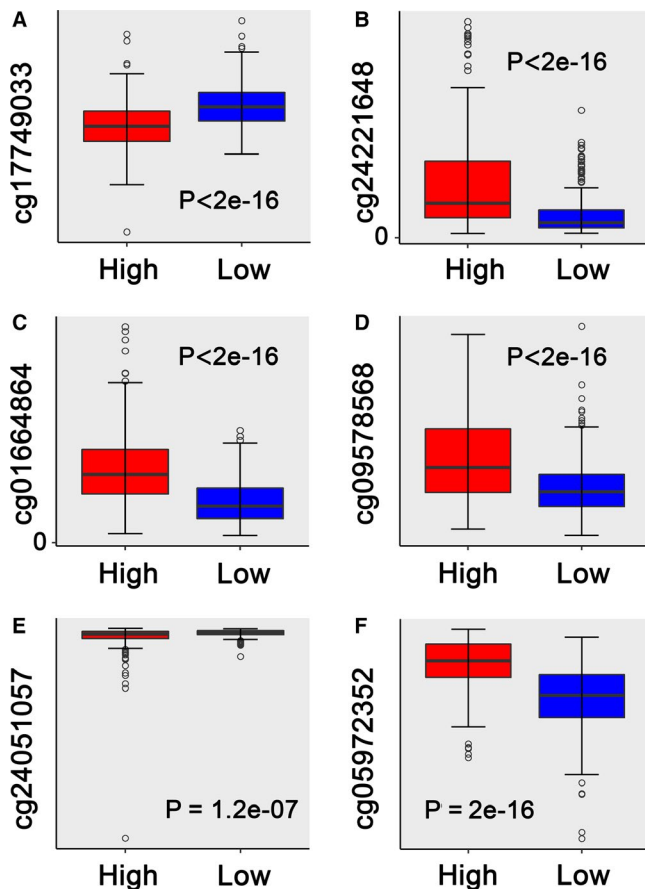 A
cg17749033
P<2e-16
High Low
B
cg242221648
P<2e-16
0
High Low
C
cg01664864
P<2e-16
0
High Low
D
cg09578568
P<2e-16
High Low
E
cg24051057
P = 1.2e-07
High Low
F
cg05972352
P = 2e-16
High Low